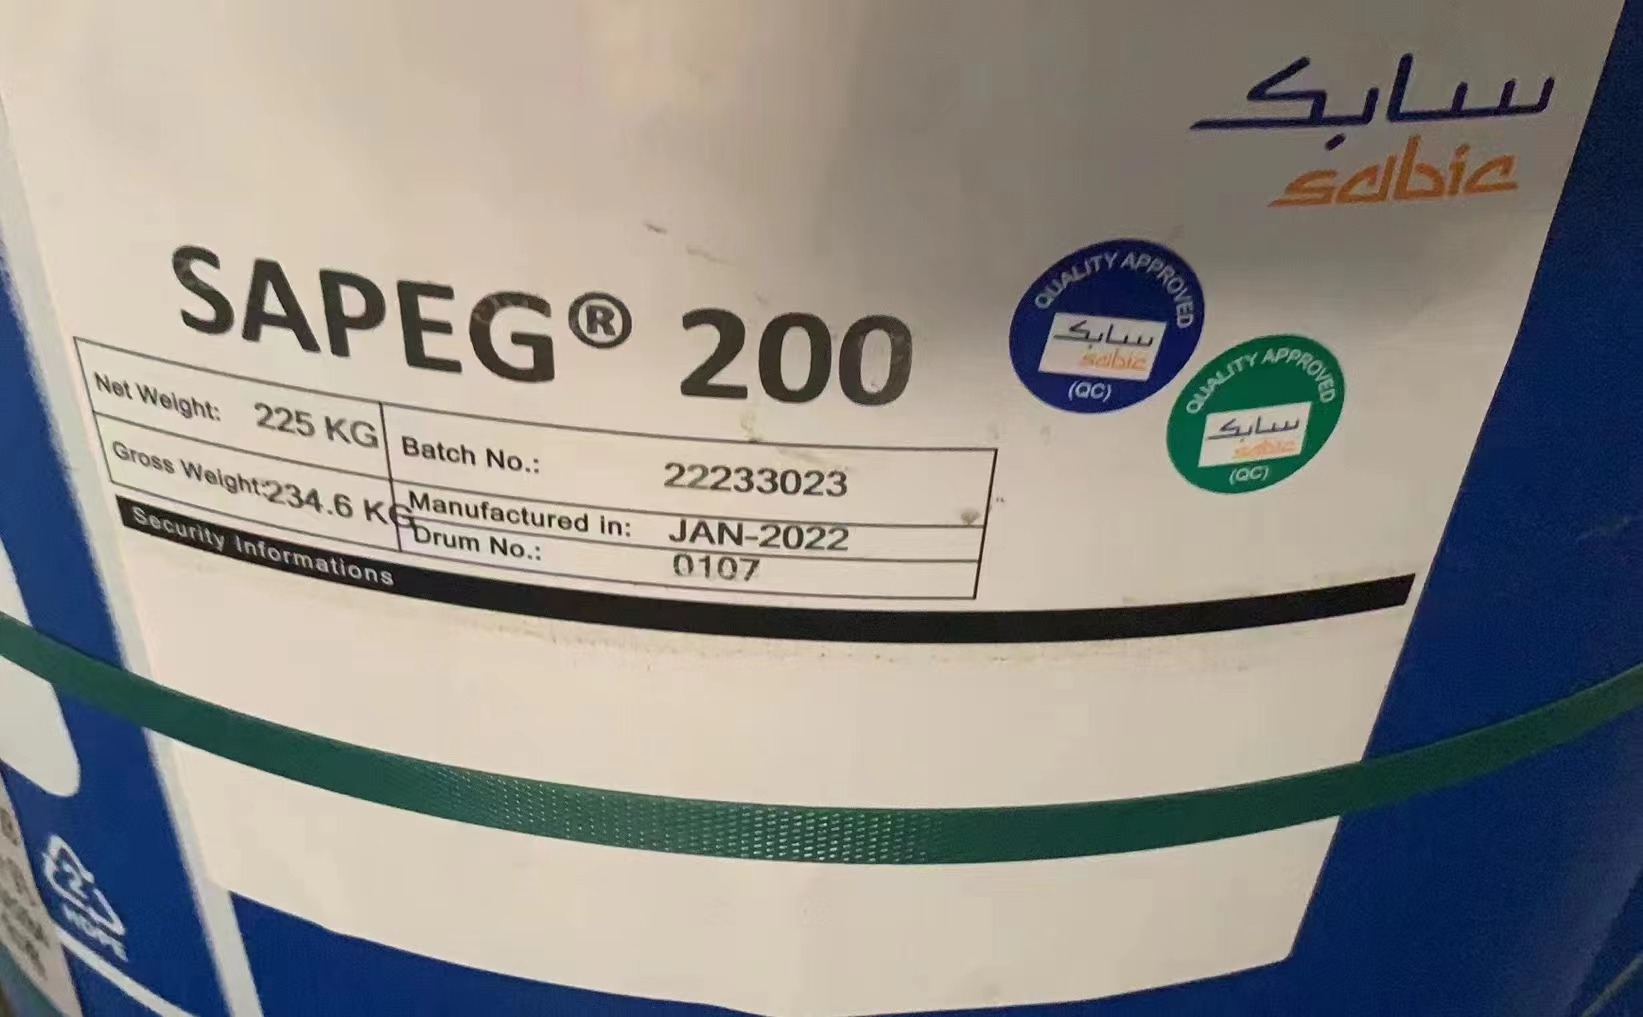 سابك
sabic
SAPEG® 200
QUALITY APPROVED
سابك
sabic
(QC)
QUALITY APPROVED
سابك
sabic
(QC)
Net Weight: 225 KG
Gross Weight: 234.6 KG
Batch No.: 22233023
Manufactured in: JAN-2022
Drum No.: 0107
Security Informations
2
HDPE